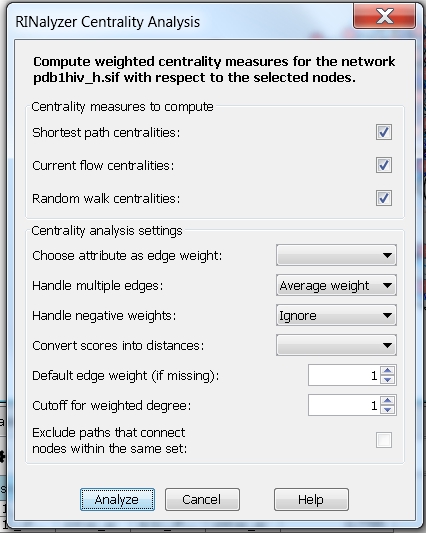 RINalyzer Centrality Analysis
Compute weighted centrality measures for the network
pdb1hiv_h.sif with respect to the selected nodes.
Centrality measures to compute
Shortest path centralities:
Current flow centralities:
Random walk centralities:
Centrality analysis settings
Choose attribute as edge weight:
Handle multiple edges: Average weight
Handle negative weights: Ignore
Convert scores into distances:
Default edge weight (if missing): 1
Cutoff for weighted degree: 1
Exclude paths that connect
nodes within the same set:
Analyze Cancel Help